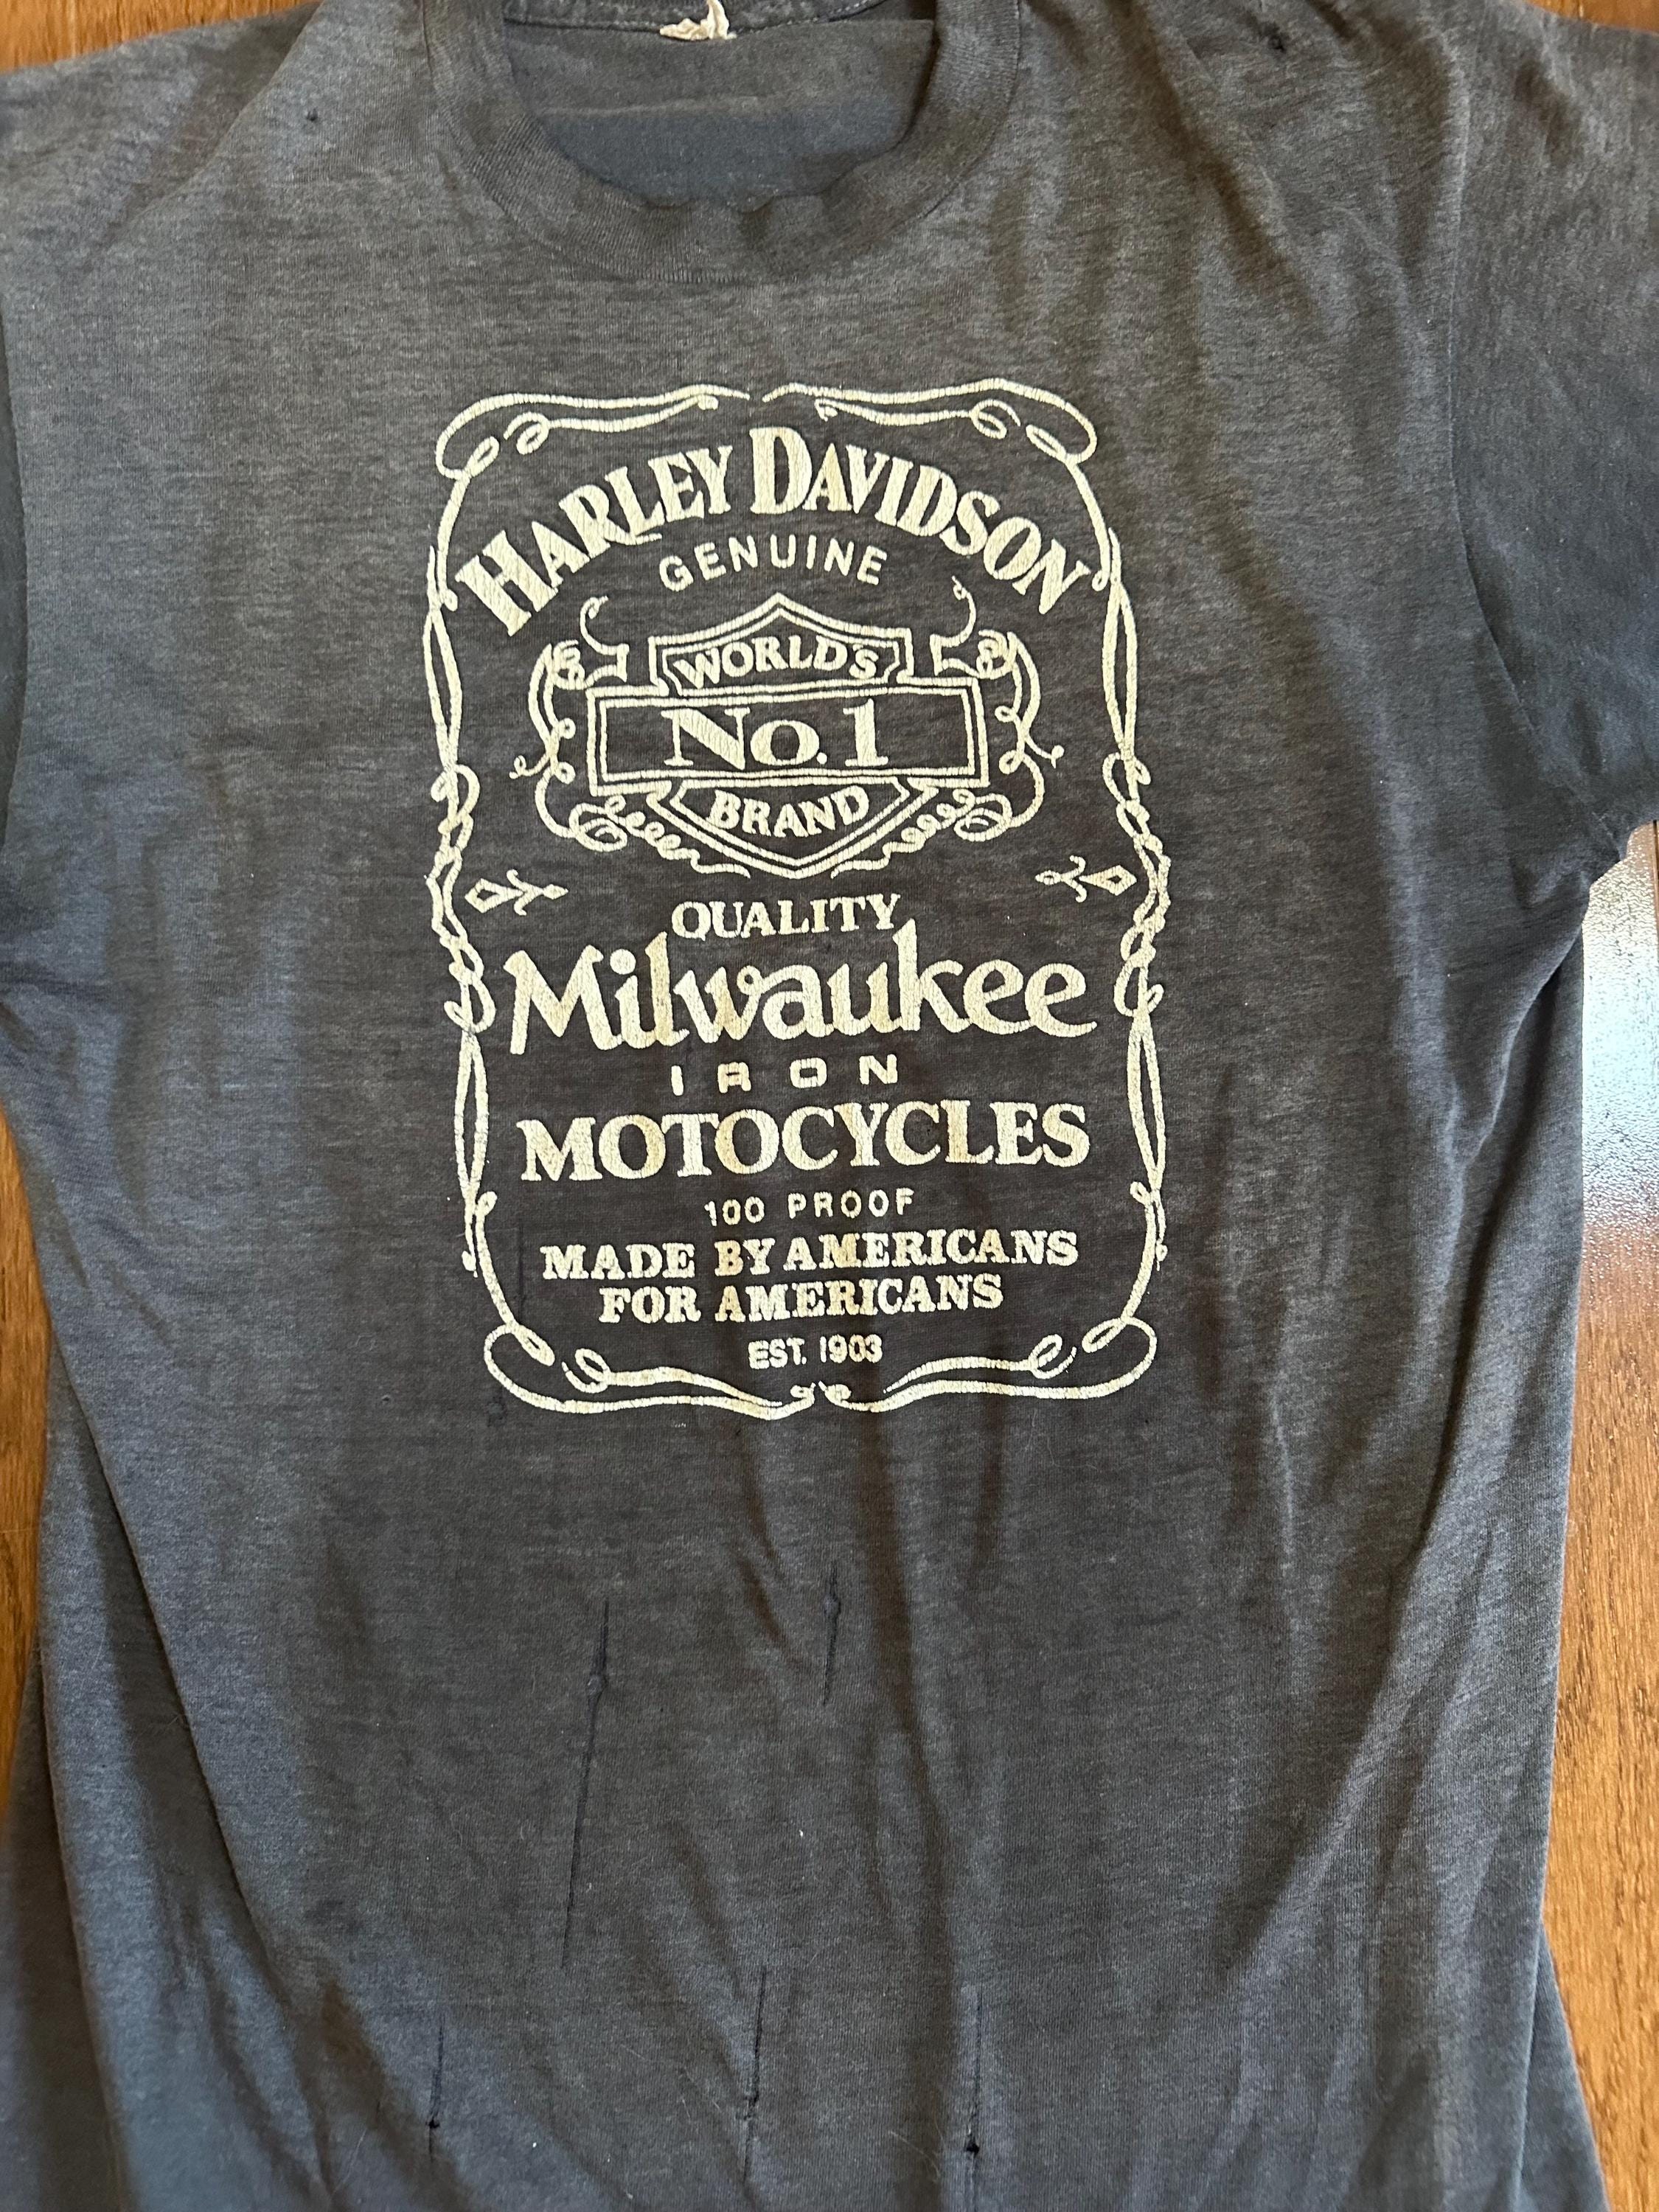 HARLEY DAVIDSON
GENUINE
WORLD'S
No. 1
BRAND
QUALITY
Milwaukee
IRON
MOTOCYCLES
100 PROOF
MADE BY AMERICANS
FOR AMERICANS
EST. 1903